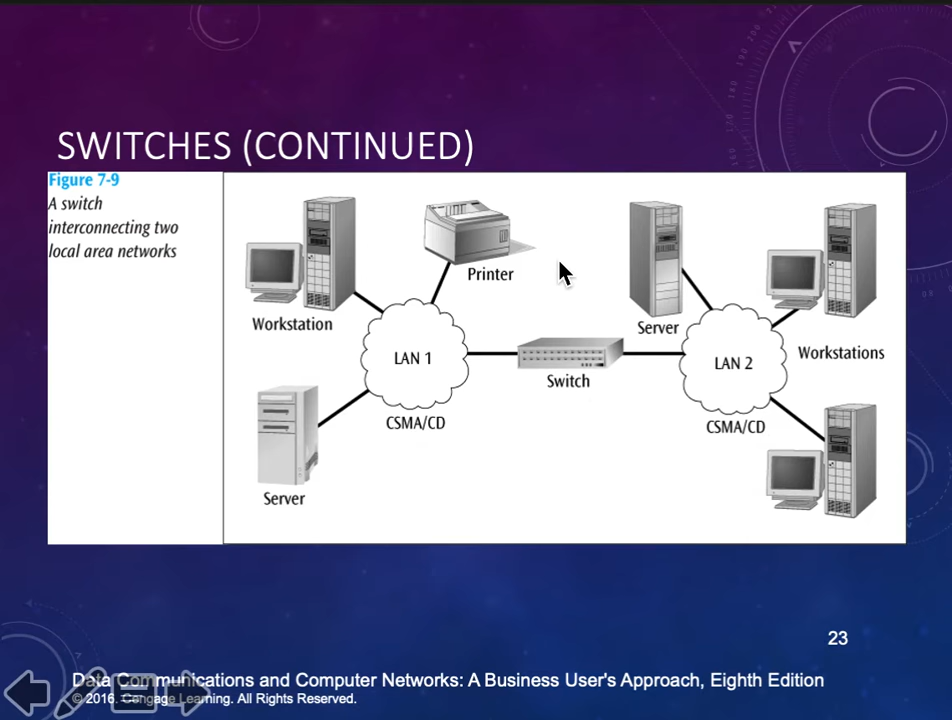 SWITCHES (CONTINUED)
Figure 7-9
A switch
interconnecting two
local area networks
Printer
Workstation
Server
Workstations
LAN 1
LAN 2
Switch
CSMA/CD
CSMA/CD
Server
23
Data Communications and Computer Networks: A Business User's Approach, Eighth Edition
© 2016. Cengage Learning. All Rights Reserved.